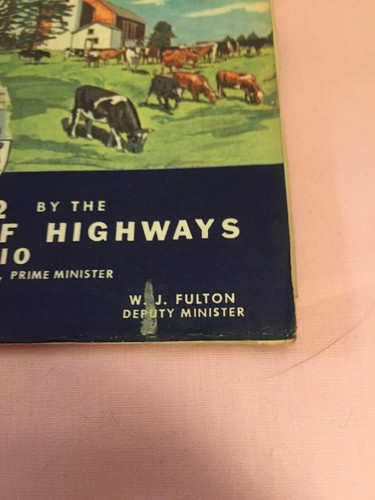 2 BY THE
F HIGHWAYS
IO
, PRIME MINISTER
W. J. FULTON
DEPUTY MINISTER